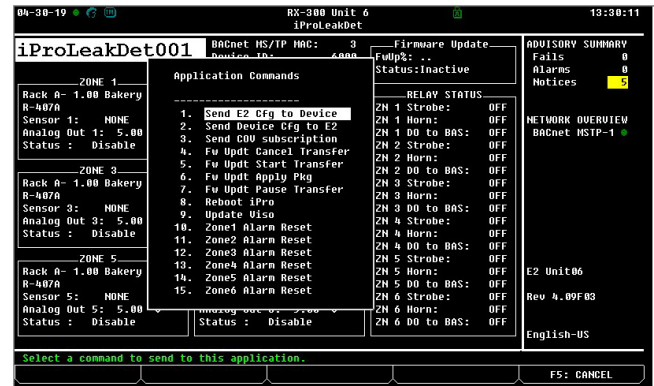 04-30-19 RX-300 Unit 6 13:30:11
iProLeakDet
iProLeakDet001
BACnet MS/TP MAC: 3
Firmware Update
FwUp%: ..
Status:Inactive
ADVISORY SUMMARY
Fails 0
Alarms 0
Notices 5
NETWORK OVERVIEW
BACnet MSTP-1
E2 Unit06
Rev 4.09F03
English-US
ZONE 1
Rack A- 1.00 Bakery
R-407A
Sensor 1: NONE
Analog Out 1: 5.00
Status : Disable
ZONE 3
Rack A- 1.00 Bakery
R-407A
Sensor 3: NONE
Analog Out 3: 5.00
Status : Disable
ZONE 5
Rack A- 1.00 Bakery
R-407A
Sensor 5: NONE
Analog Out 5: 5.00 V
Status : Disable
Application Commands
--------------------
1. Send E2 Cfg to Device
2. Send Device Cfg to E2
3. Send COV subscription
4. Fw Updt Cancel Transfer
5. Fw Updt Start Transfer
6. Fw Updt Apply Pkg
7. Fw Updt Pause Transfer
8. Reboot iPro
9. Update Viso
10. Zone1 Alarm Reset
11. Zone2 Alarm Reset
12. Zone3 Alarm Reset
13. Zone4 Alarm Reset
14. Zone5 Alarm Reset
15. Zone6 Alarm Reset
Status : Disable
RELAY STATUS
ZN 1 Strobe: OFF
ZN 1 Horn: OFF
ZN 1 DO to BAS: OFF
ZN 2 Strobe: OFF
ZN 2 Horn: OFF
ZN 2 DO to BAS: OFF
ZN 3 Strobe: OFF
ZN 3 Horn: OFF
ZN 3 DO to BAS: OFF
ZN 4 Strobe: OFF
ZN 4 Horn: OFF
ZN 4 DO to BAS: OFF
ZN 5 Strobe: OFF
ZN 5 Horn: OFF
ZN 5 DO to BAS: OFF
ZN 6 Strobe: OFF
ZN 6 Horn: OFF
ZN 6 DO to BAS: OFF
Select a command to send to this application.
F5: CANCEL